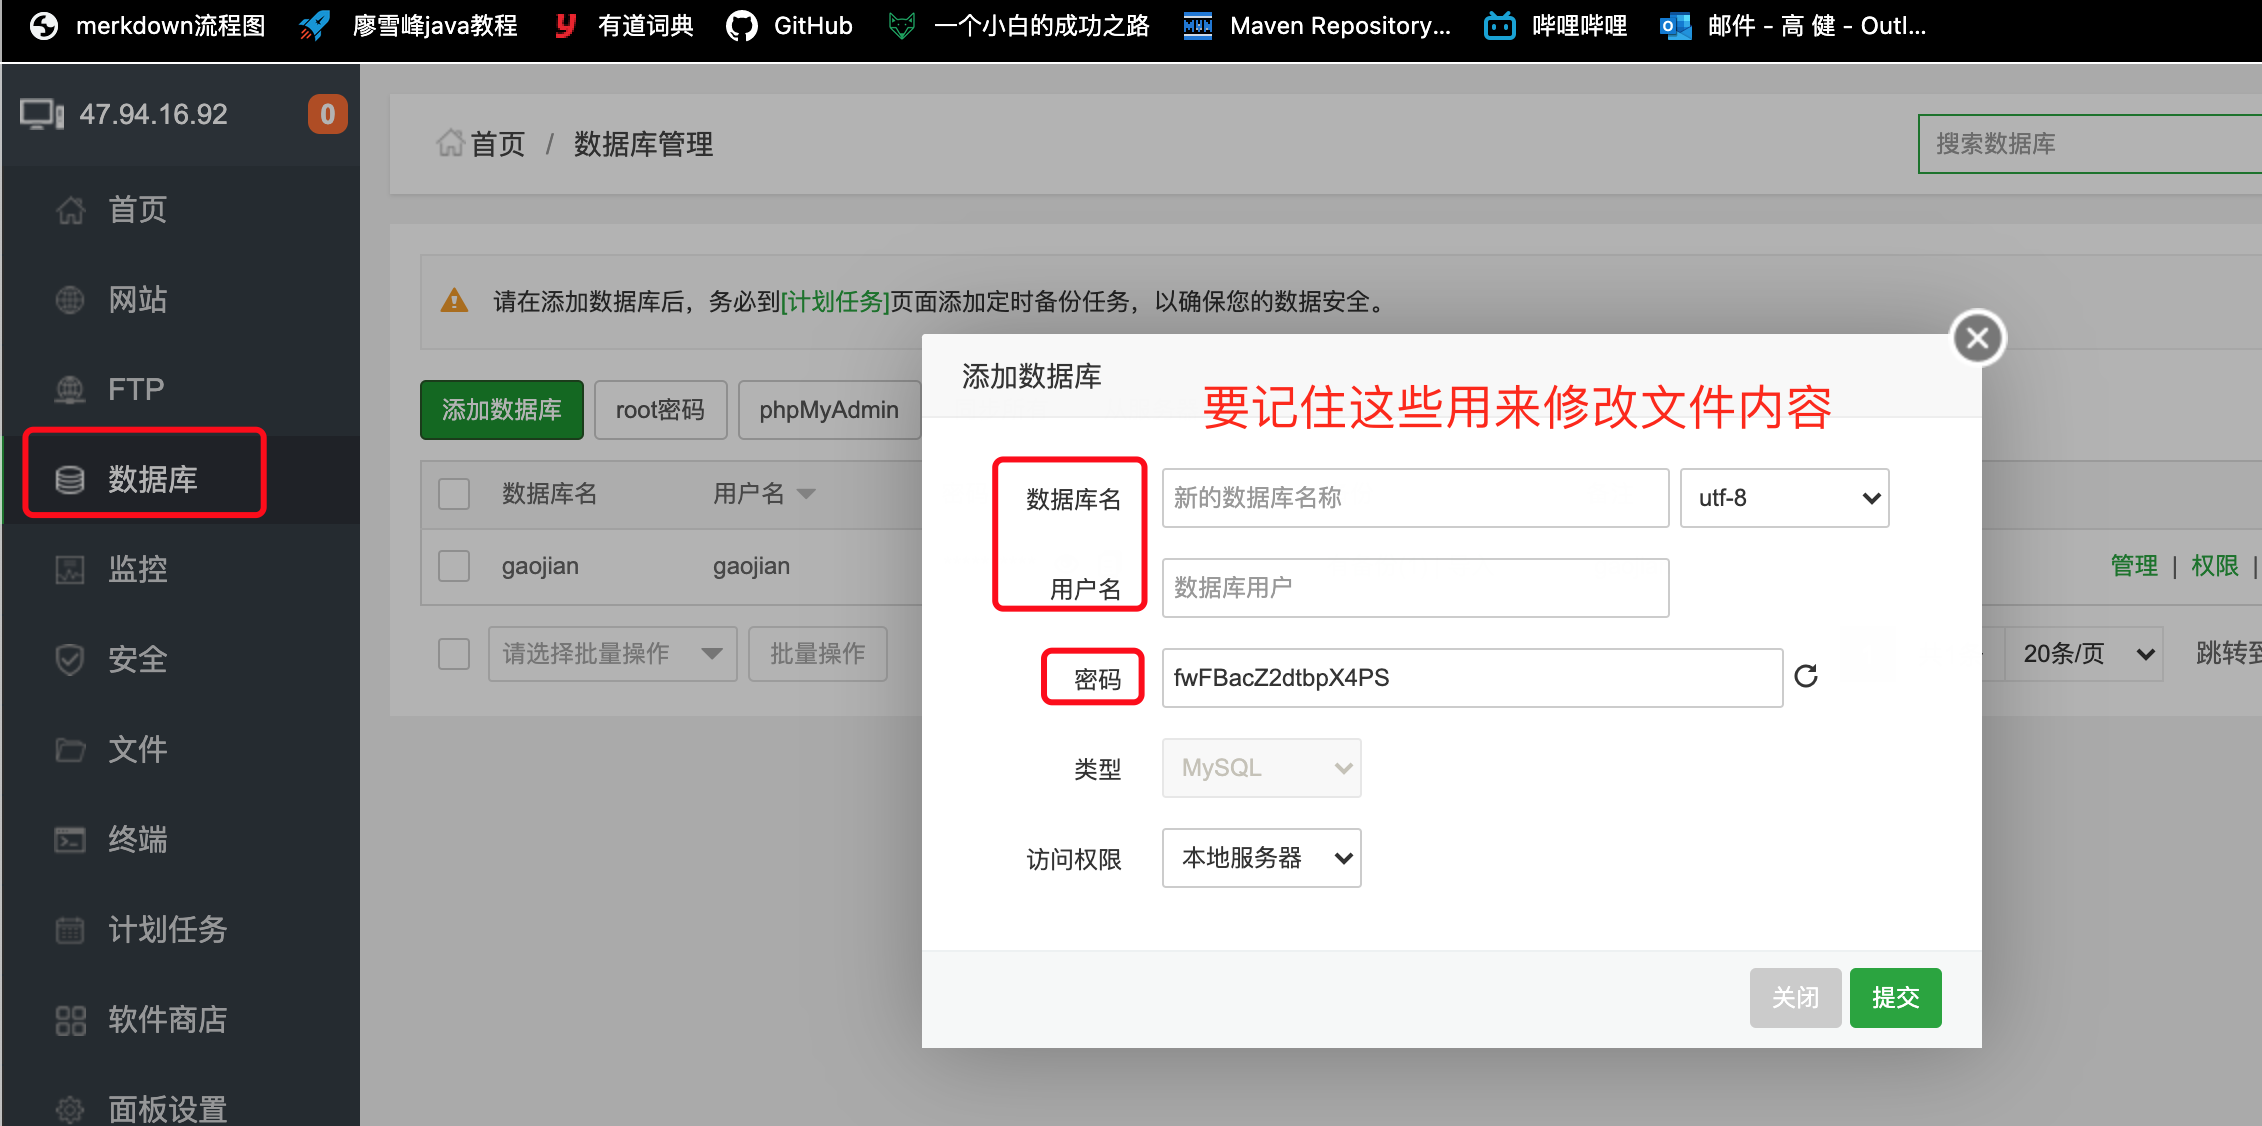 merkdown流程图 廖雪峰java教程 有道词典 GitHub 一个小白的成功之路 Maven Repository... 哔哩哔哩 邮件 - 高 健 - Outl...
47.94.16.92 0
首页 / 数据库管理
搜索数据库
首页
网站
FTP
数据库
监控
安全
文件
终端
计划任务
软件商店
面板设置
请在添加数据库后，务必到[计划任务]页面添加定时备份任务，以确保您的数据安全。
添加数据库 root密码 phpMyAdmin
数据库名 用户名
gaojian gaojian
管理 | 权限 |
请选择批量操作 批量操作
20条/页 跳转到
添加数据库
要记住这些用来修改文件内容
数据库名 新的数据库名称 utf-8
用户名 数据库用户
密码 fwFBacZ2dtbpX4PS
类型 MySQL
访问权限 本地服务器
关闭 提交